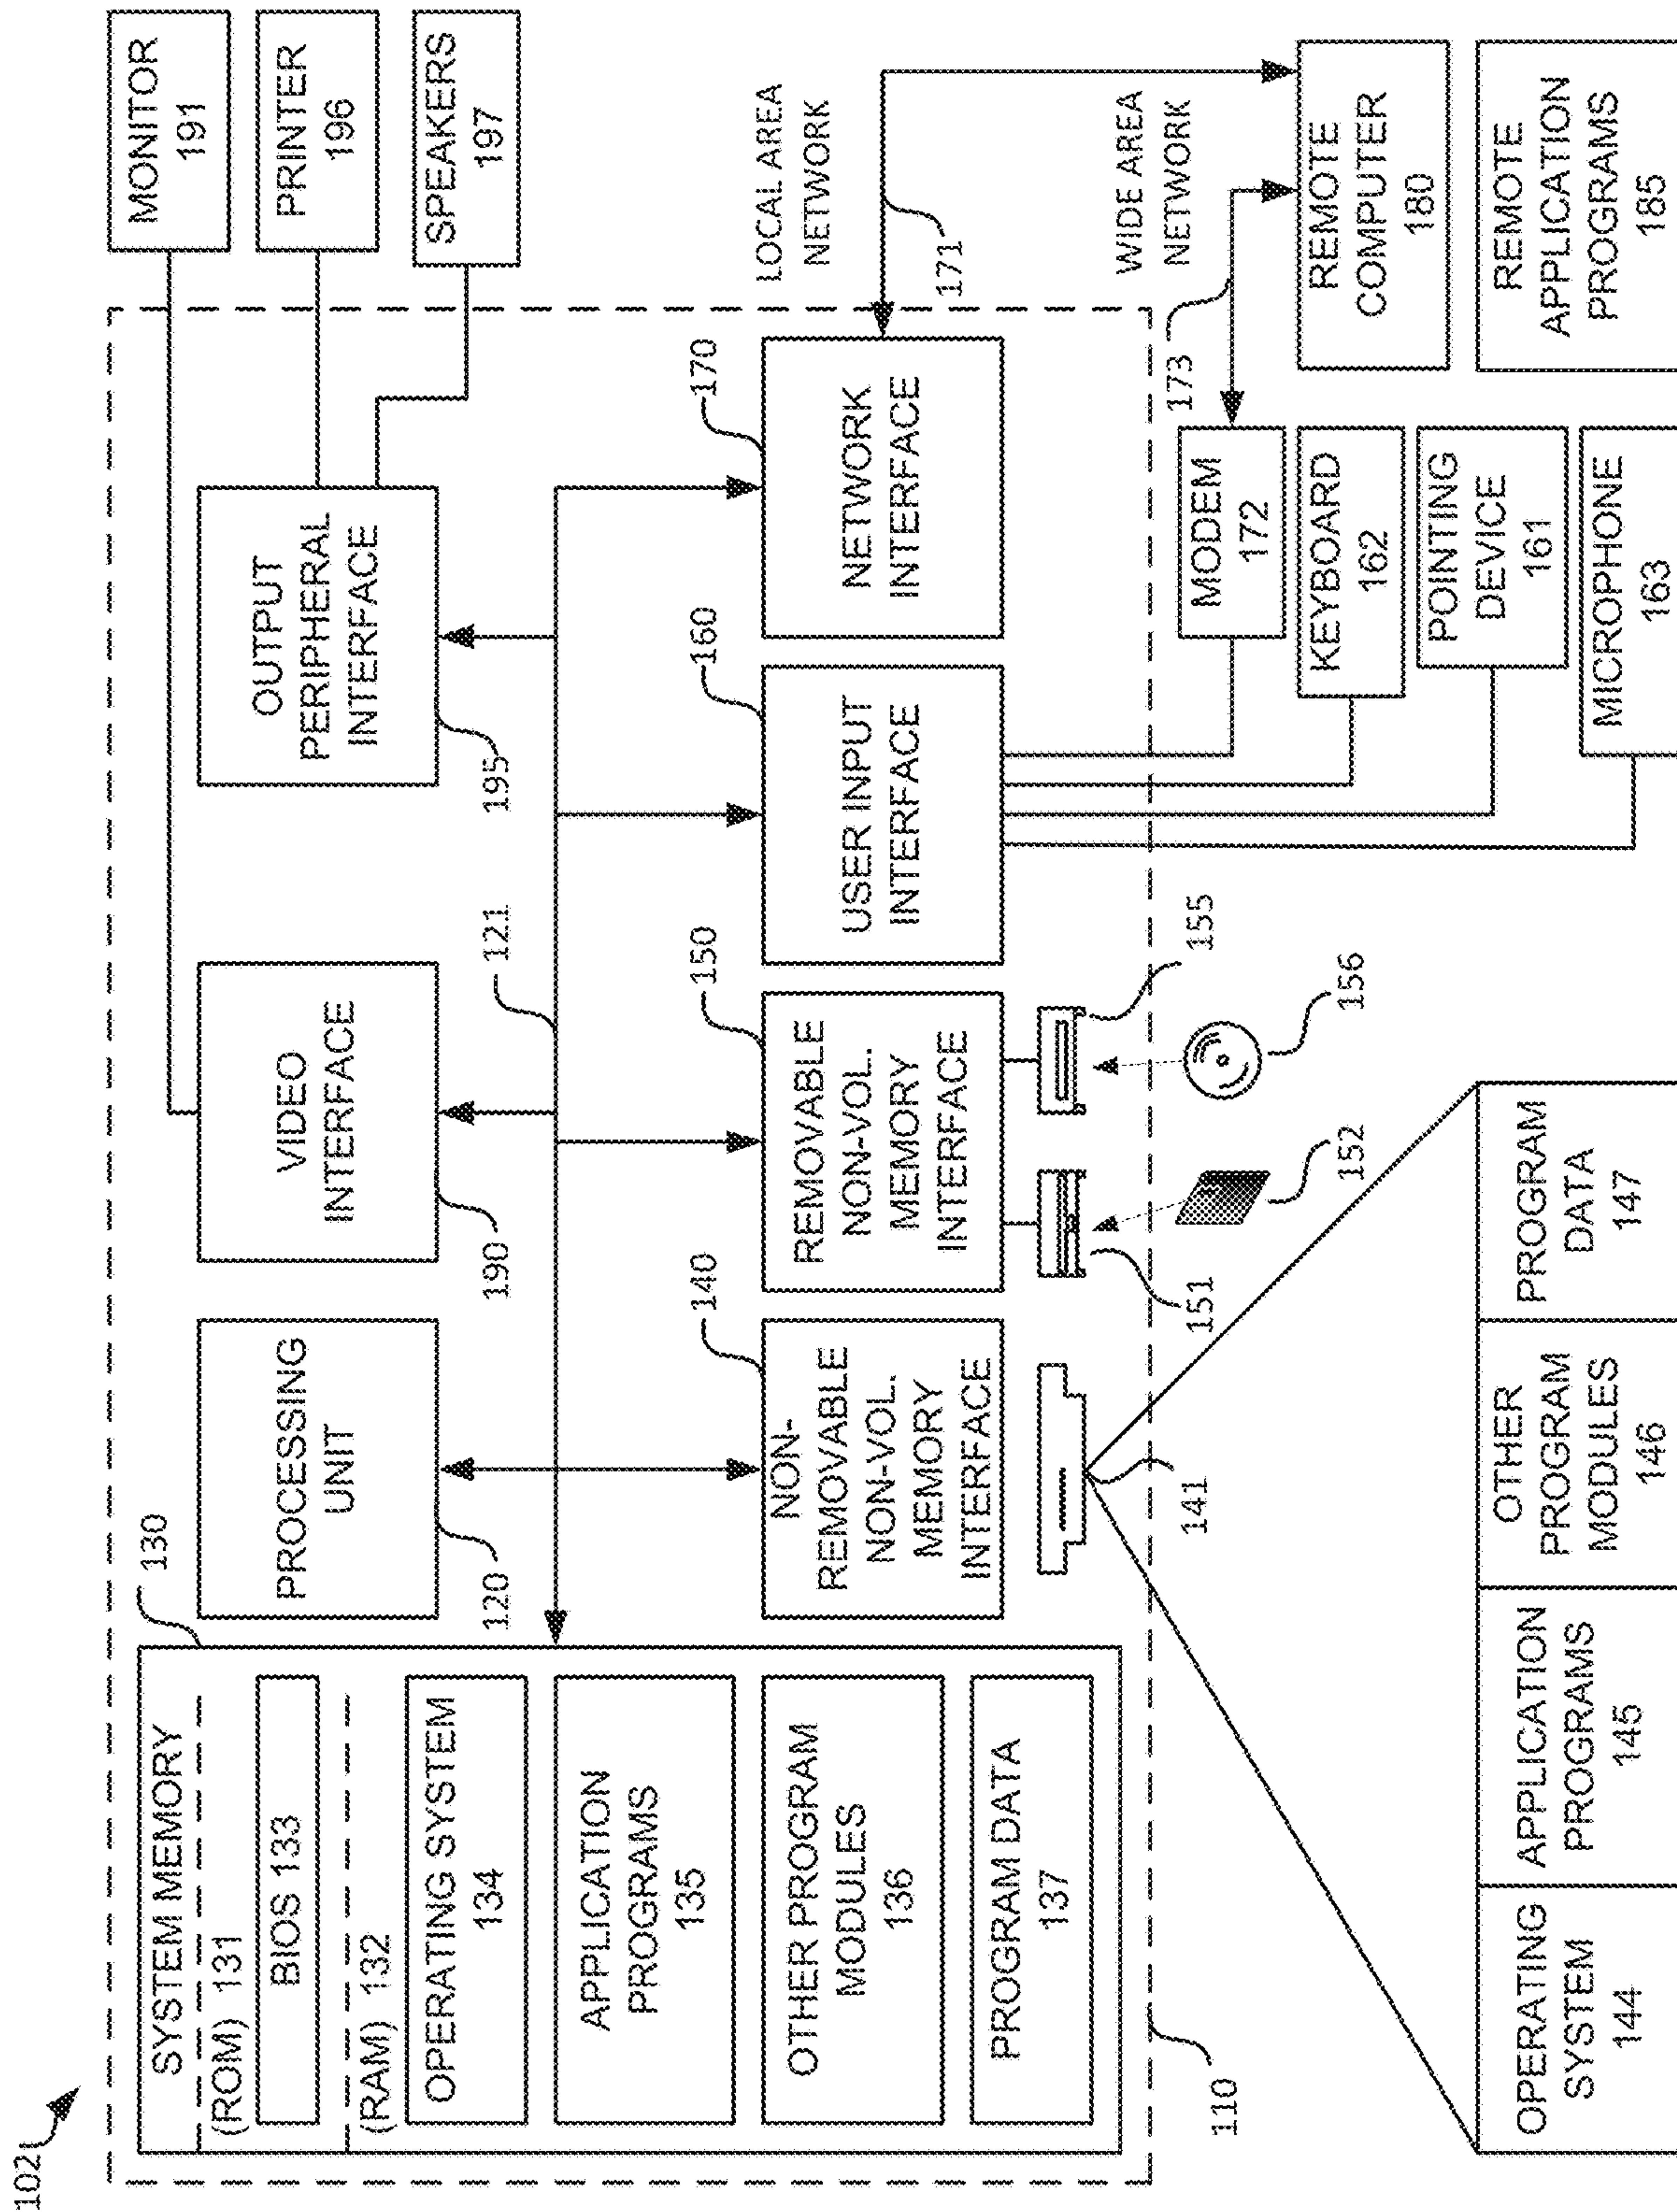 102
SYSTEM MEMORY
(ROM) 131
BIOS 133
(RAM) 132
OPERATING SYSTEM
134
APPLICATION
PROGRAMS
135
OTHER PROGRAM
MODULES
136
PROGRAM DATA
137
130
PROCESSING
UNIT
120
VIDEO
INTERFACE
190
121
OUTPUT
PERIPHERAL
INTERFACE
195
MONITOR
191
PRINTER
196
SPEAKERS
197
140
NON-
REMOVABLE
NON-VOL.
MEMORY
INTERFACE
150
REMOVABLE
NON-VOL.
MEMORY
INTERFACE
160
USER INPUT
INTERFACE
170
NETWORK
INTERFACE
LOCAL AREA
NETWORK
171
WIDE AREA
NETWORK
173
110
141
151
152
155
156
MODEM
172
KEYBOARD
162
POINTING
DEVICE
161
MICROPHONE
163
REMOTE
COMPUTER
180
REMOTE
APPLICATION
PROGRAMS
185
OPERATING
SYSTEM
144
APPLICATION
PROGRAMS
145
OTHER
PROGRAM
MODULES
146
PROGRAM
DATA
147